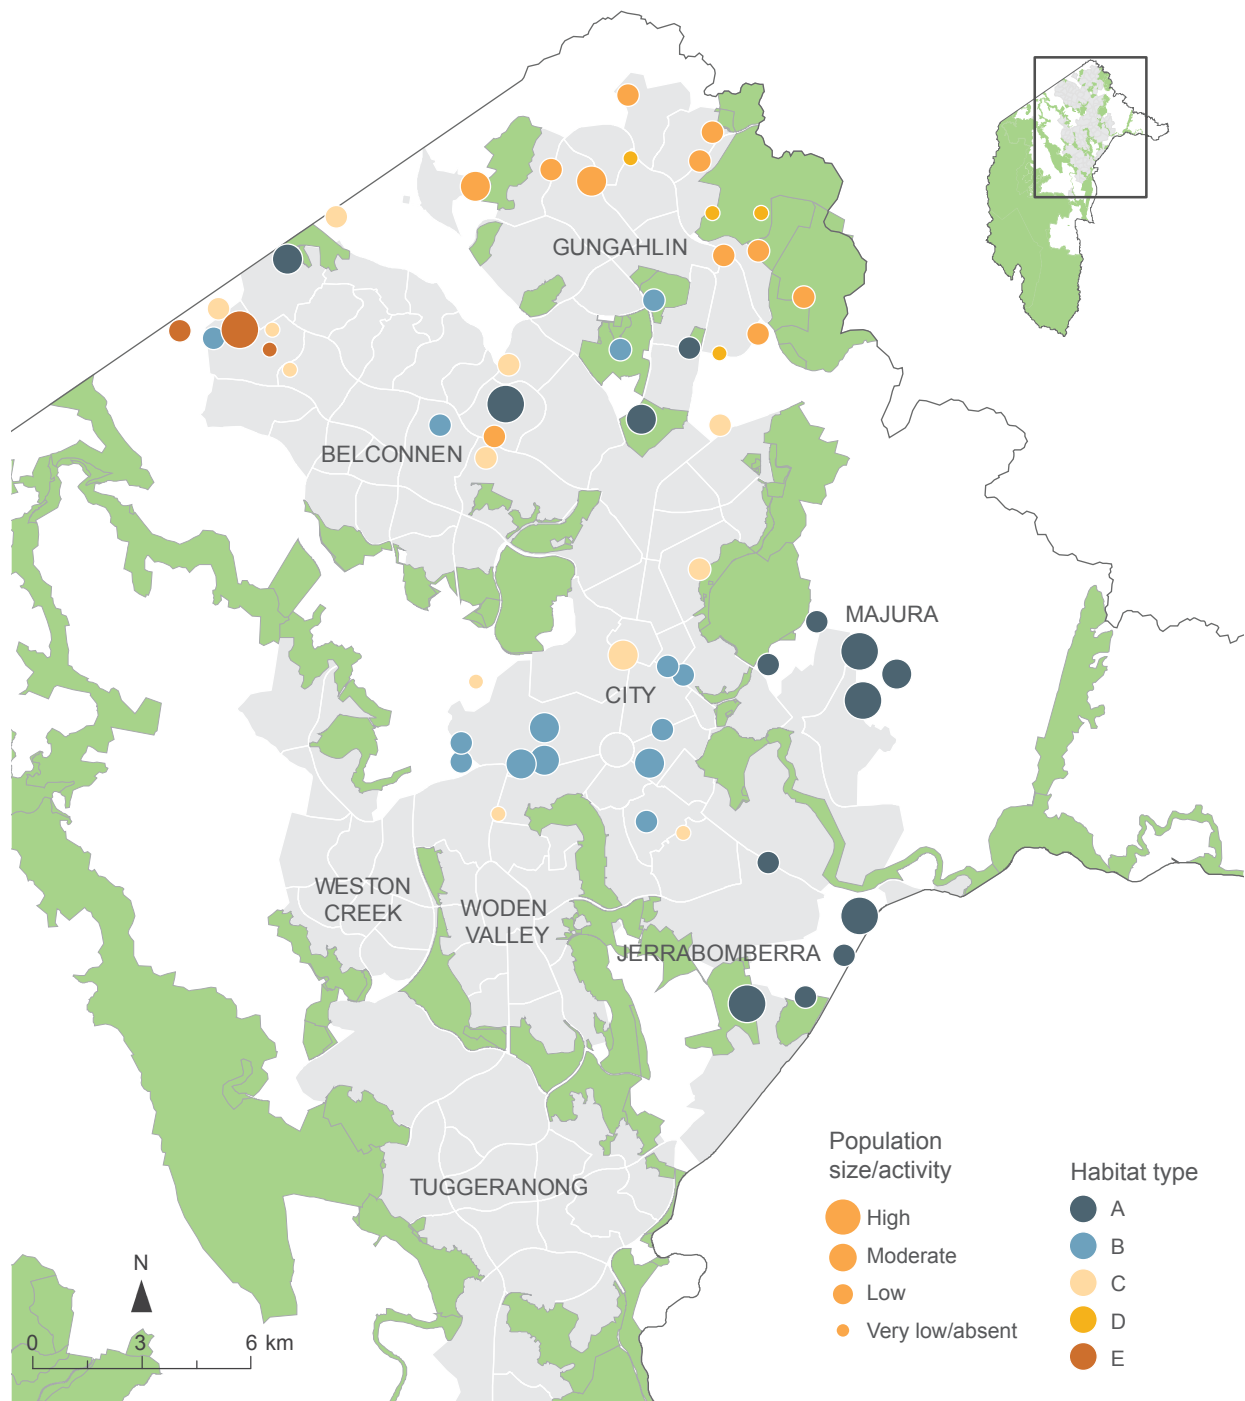 GUNGAHLIN
BELCONNEN
MAJURA
CITY
WESTON
CREEK
WODEN
VALLEY
JERRABOMBERRA
TUGGERANONG
N
0 3 6 km
Population
size/activity
High
Moderate
Low
Very low/absent
Habitat type
A
B
C
D
E